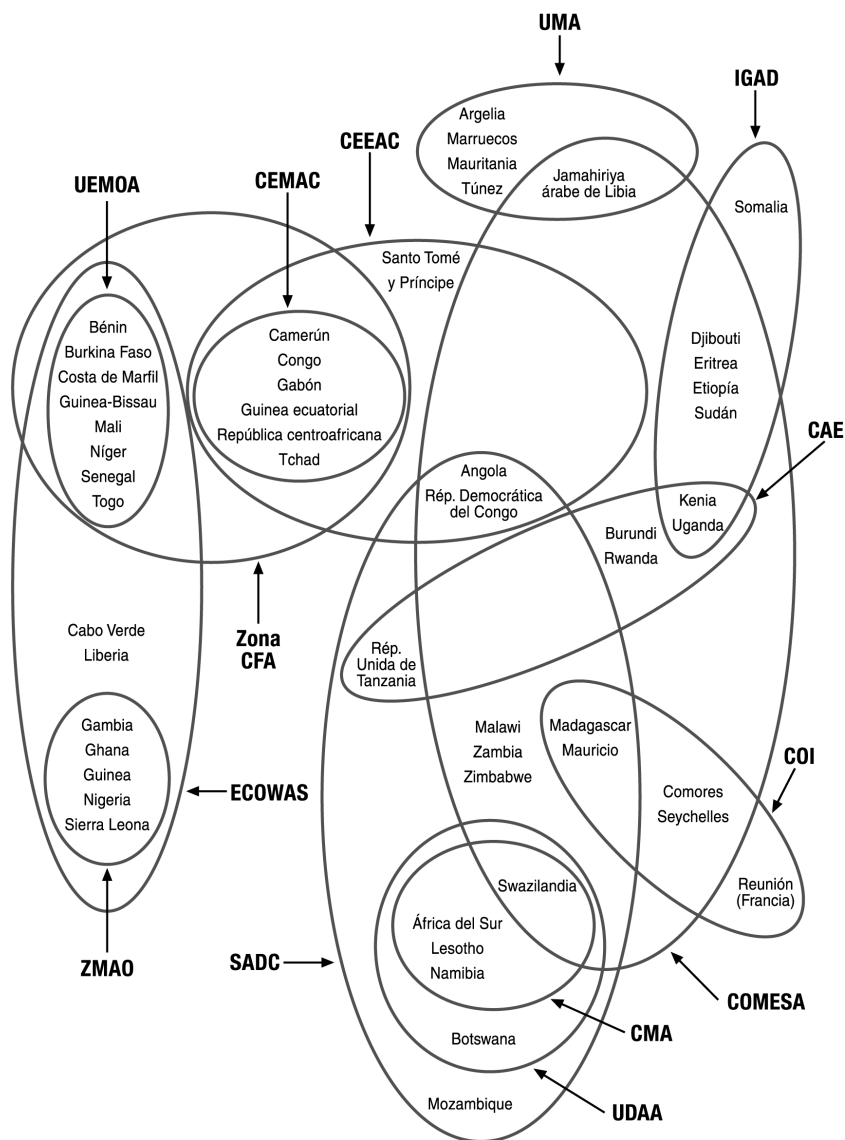 UMA
IGAD
CEEAC
CEMAC
UEMOA
Argelia
Marruecos
Mauritania
Túnez
Jamahiriya
árabe de Libia
Somalia
Santo Tomé
y Príncipe
Bénin
Burkina Faso
Costa de Marfil
Guinea-Bissau
Mali
Níger
Senegal
Togo
Camerún
Congo
Gabón
Guinea ecuatorial
República centroafricana
Tchad
Djibouti
Eritrea
Etiopía
Sudán
CAE
Angola
Rép. Democrática
del Congo
Kenia
Uganda
Burundi
Rwanda
Cabo Verde
Liberia
Zona
CFA
Rép.
Unida de
Tanzania
Gambia
Ghana
Guinea
Nigeria
Sierra Leona
ECOWAS
Malawi
Zambia
Zimbabwe
Madagascar
Mauricio
COI
Comores
Seychelles
Reunión
(Francia)
Swazilandia
África del Sur
Lesotho
Namibia
ZMAO
SADC
COMESA
CMA
Botswana
UDAA
Mozambique